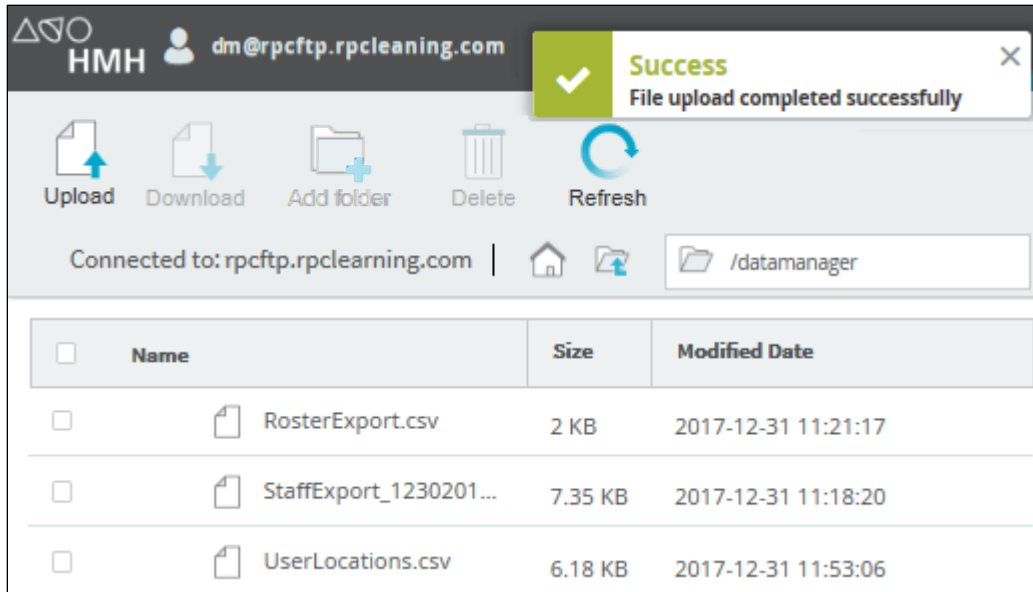 HMH
dm@rpcftp.rpcleaning.com
Success
File upload completed successfully
Upload Download Add folder Delete Refresh
Connected to: rpcftp.rpclearning.com | /datamanager
Name Size Modified Date
RosterExport.csv 2 KB 2017-12-31 11:21:17
StaffExport_1230201... 7.35 KB 2017-12-31 11:18:20
UserLocations.csv 6.18 KB 2017-12-31 11:53:06